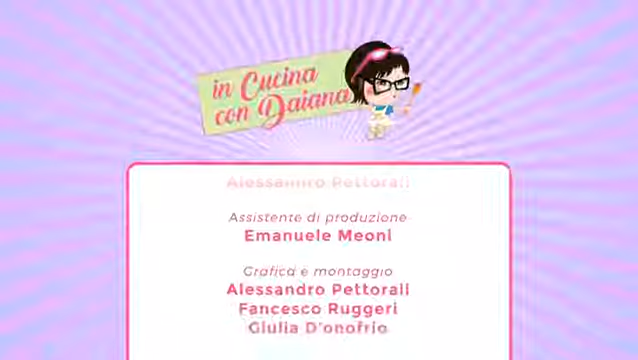 in Cucina
con Daiana
Alessandro Pettorali
Assistente di produzione
Emanuele Meoni
Grafica e montaggio
Alessandro Pettorali
Fancesco Ruggeri
Giulia D'onofrio